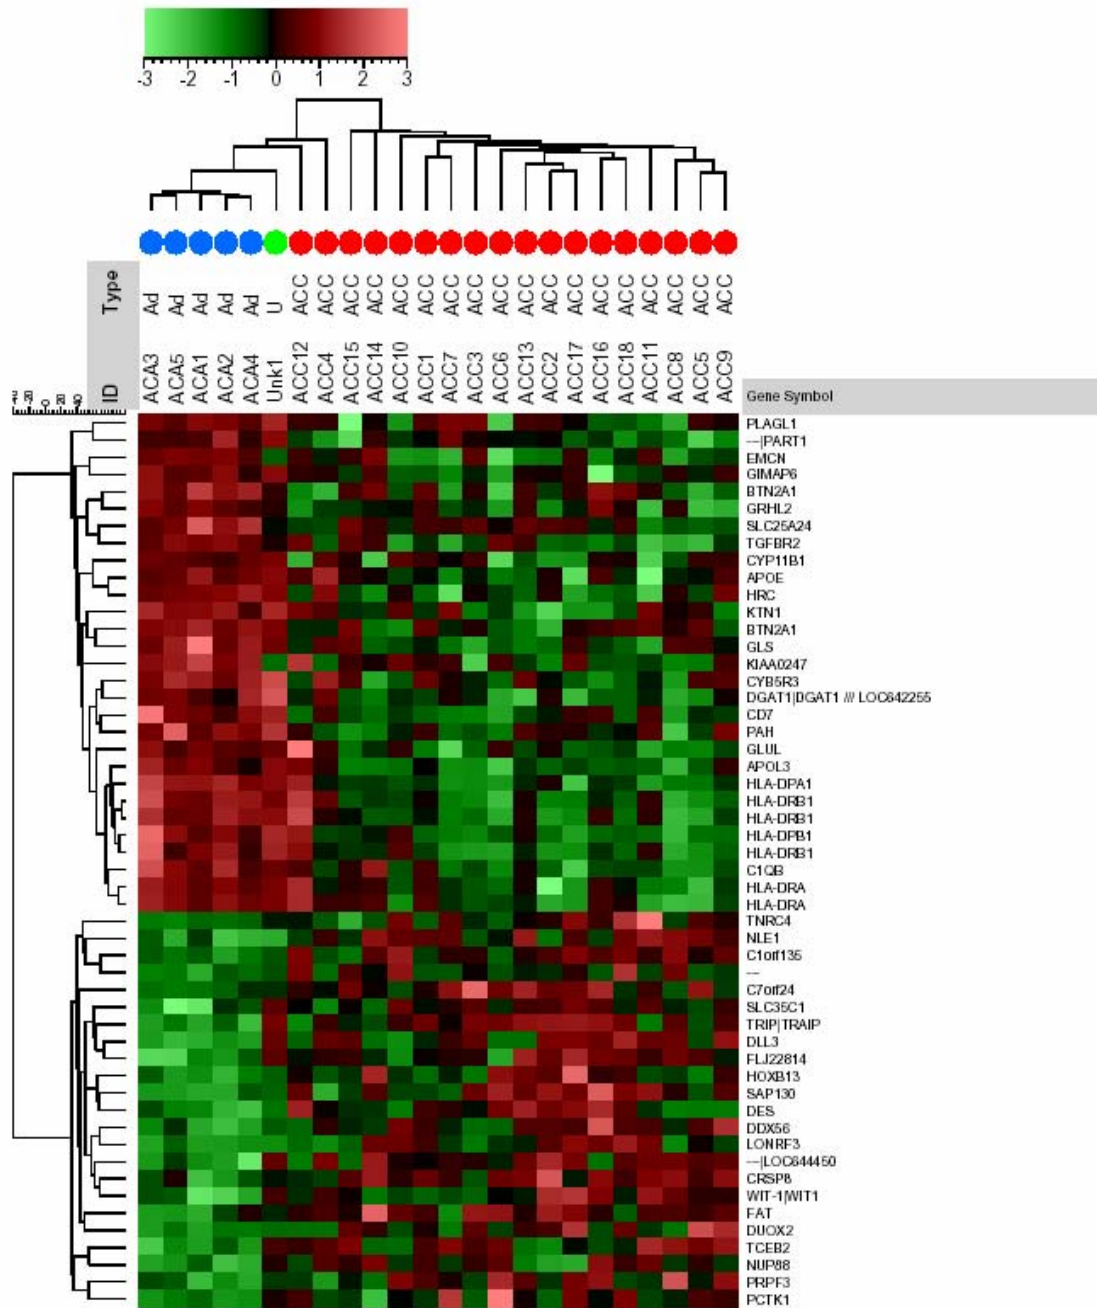 -3 -2 -1 0 1 2 3
Type Ad Ad Ad Ad Ad U ACC ACC ACC ACC ACC ACC ACC ACC ACC ACC ACC ACC ACC ACC ACC ACC ACC ACC
ID ACA3 ACA5 ACA1 ACA2 ACA4 Unk1 ACC12 ACC4 ACC15 ACC14 ACC10 ACC1 ACC7 ACC3 ACC6 ACC13 ACC2 ACC17 ACC16 ACC18 ACC11 ACC8 ACC5 ACC9
-20 0 20 40
Gene Symbol
PLAGL1
---|PART1
EMCN
GIMAP6
BTN2A1
GRHL2
SLC25A24
TGFBR2
CYP11B1
APOE
HRC
KTN1
BTN2A1
GLS
KIAA0247
CYB5R3
DGAT1|DGAT1 /// LOC642255
CD7
PAH
GLUL
APOL3
HLA-DPA1
HLA-DRB1
HLA-DRB1
HLA-DPB1
HLA-DRB1
C1QB
HLA-DRA
HLA-DRA
TNRC4
NLE1
C1orf135
---
C7orf24
SLC35C1
TRIP|TRAIP
DLL3
FLJ22814
HOXB13
SAP130
DES
DDX56
LONRF3
---|LOC644450
CRSP8
WIT-1|WIT1
FAT
DUOX2
TCEB2
NUP88
PRPF3
PCTK1